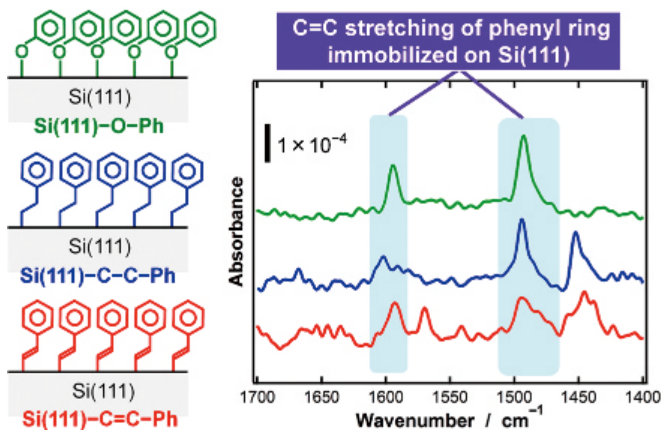 O O O O O
Si(111)
Si(111)–O–Ph
Si(111)
Si(111)–C–C–Ph
Si(111)
Si(111)–C=C–Ph
C=C stretching of phenyl ring
immobilized on Si(111)
1 × 10⁻⁴
Absorbance
1700 1650 1600 1550 1500 1450 1400
Wavenumber / cm⁻¹